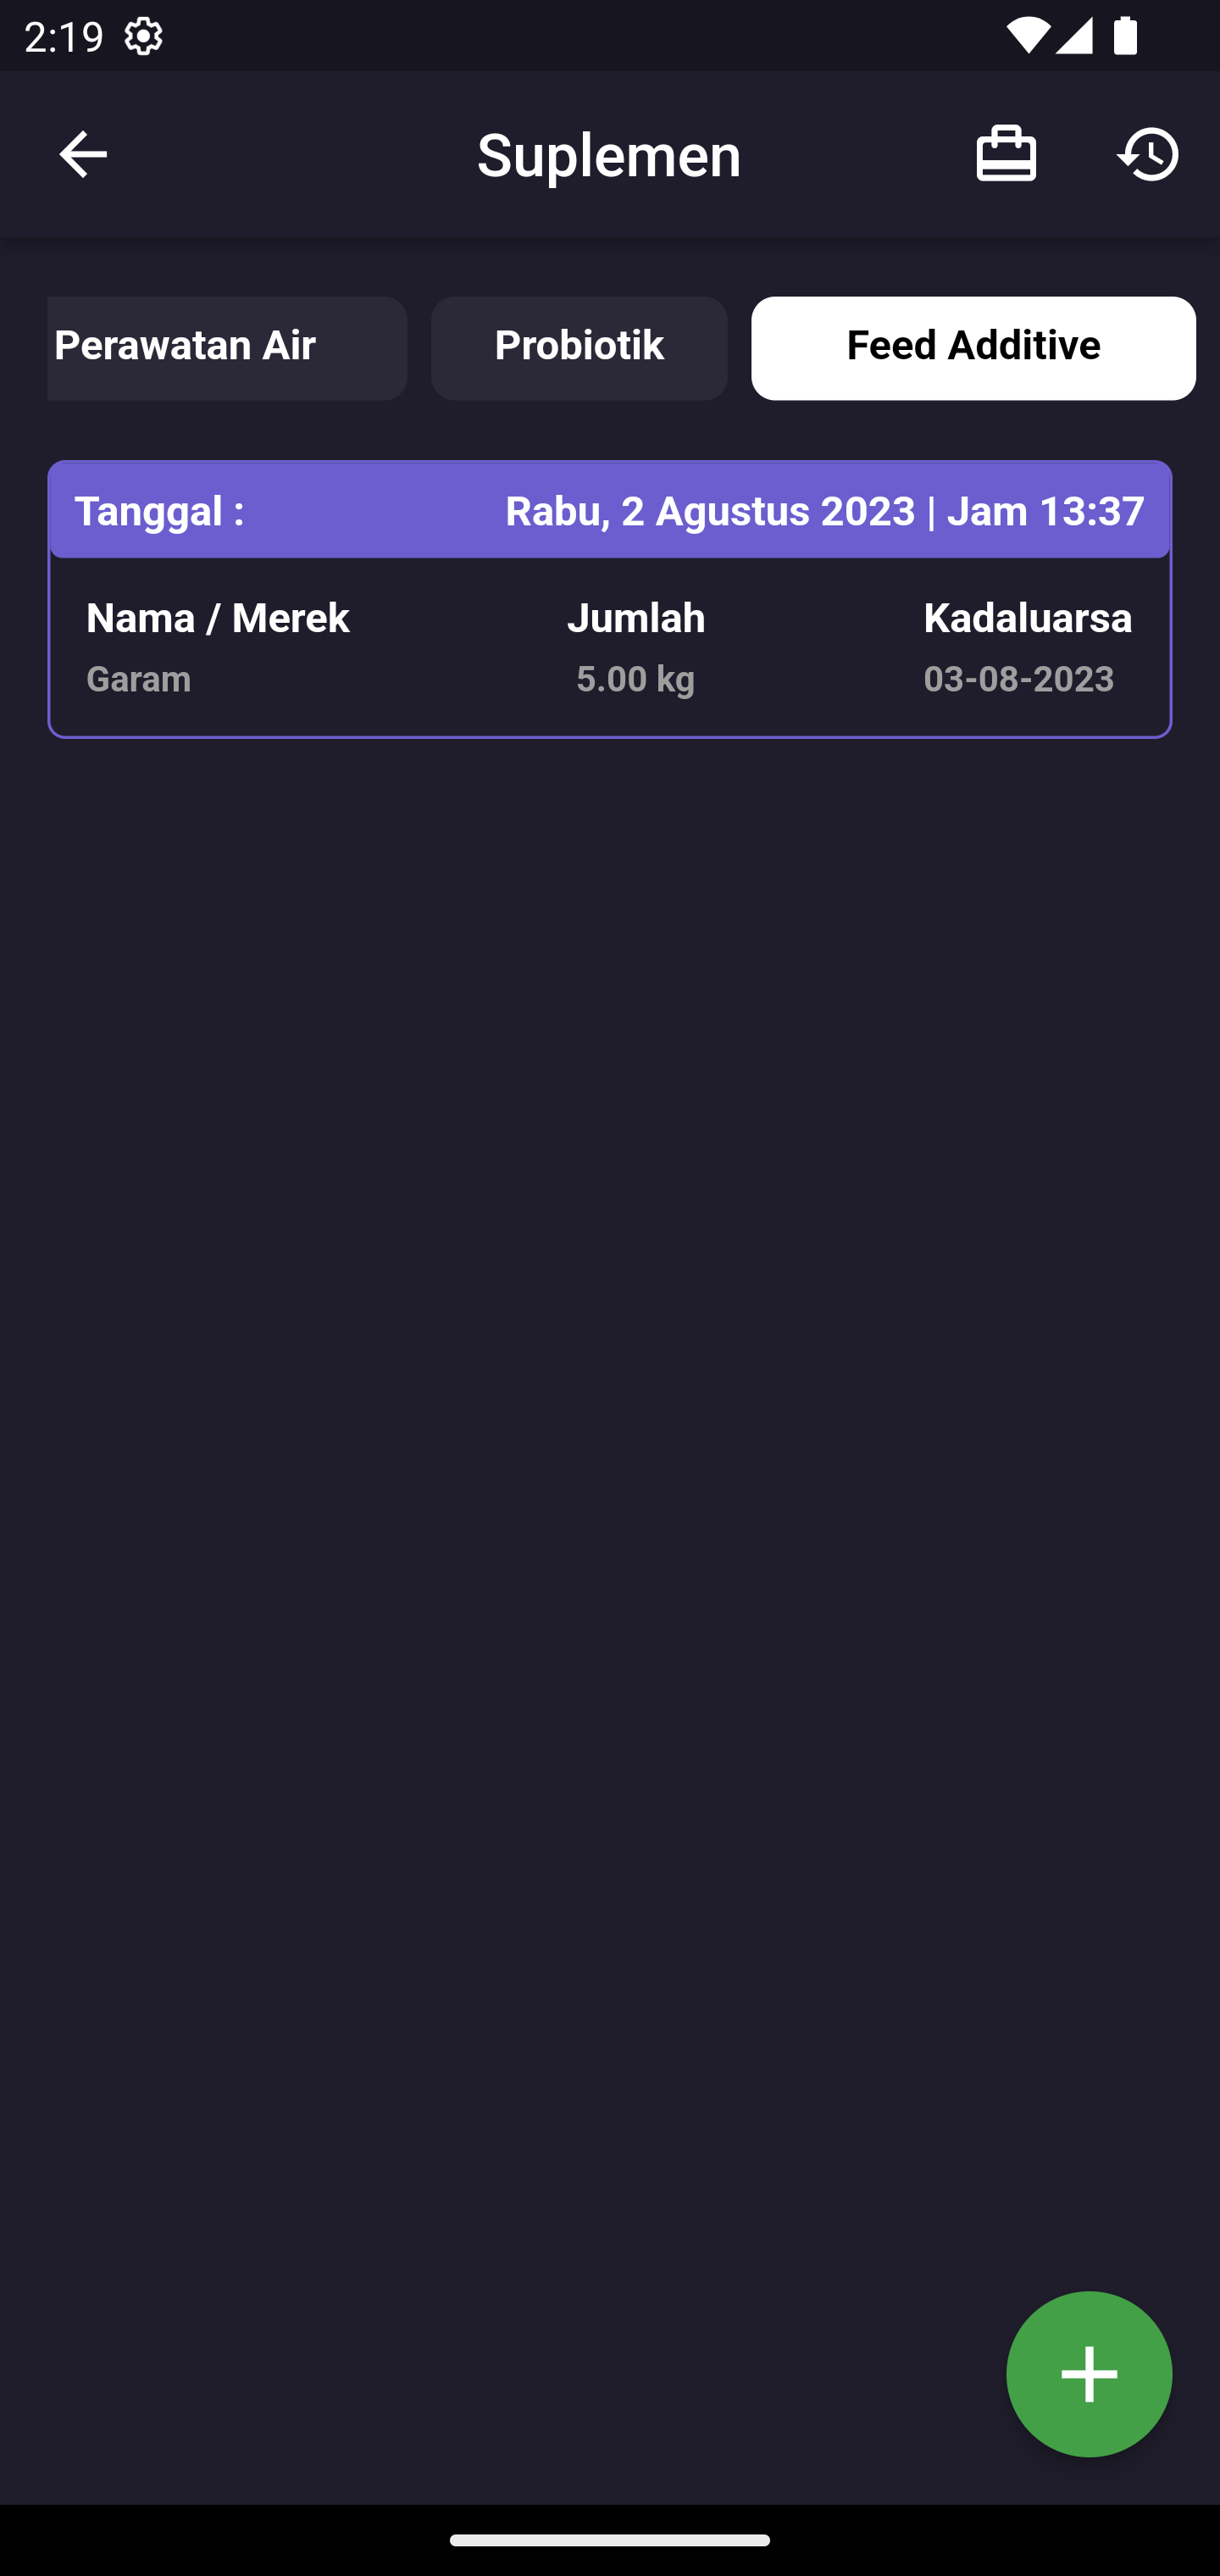 2:19
Suplemen
Perawatan Air Probiotik Feed Additive
Tanggal : Rabu, 2 Agustus 2023 | Jam 13:37
Nama / Merek Jumlah Kadaluarsa
Garam 5.00 kg 03-08-2023